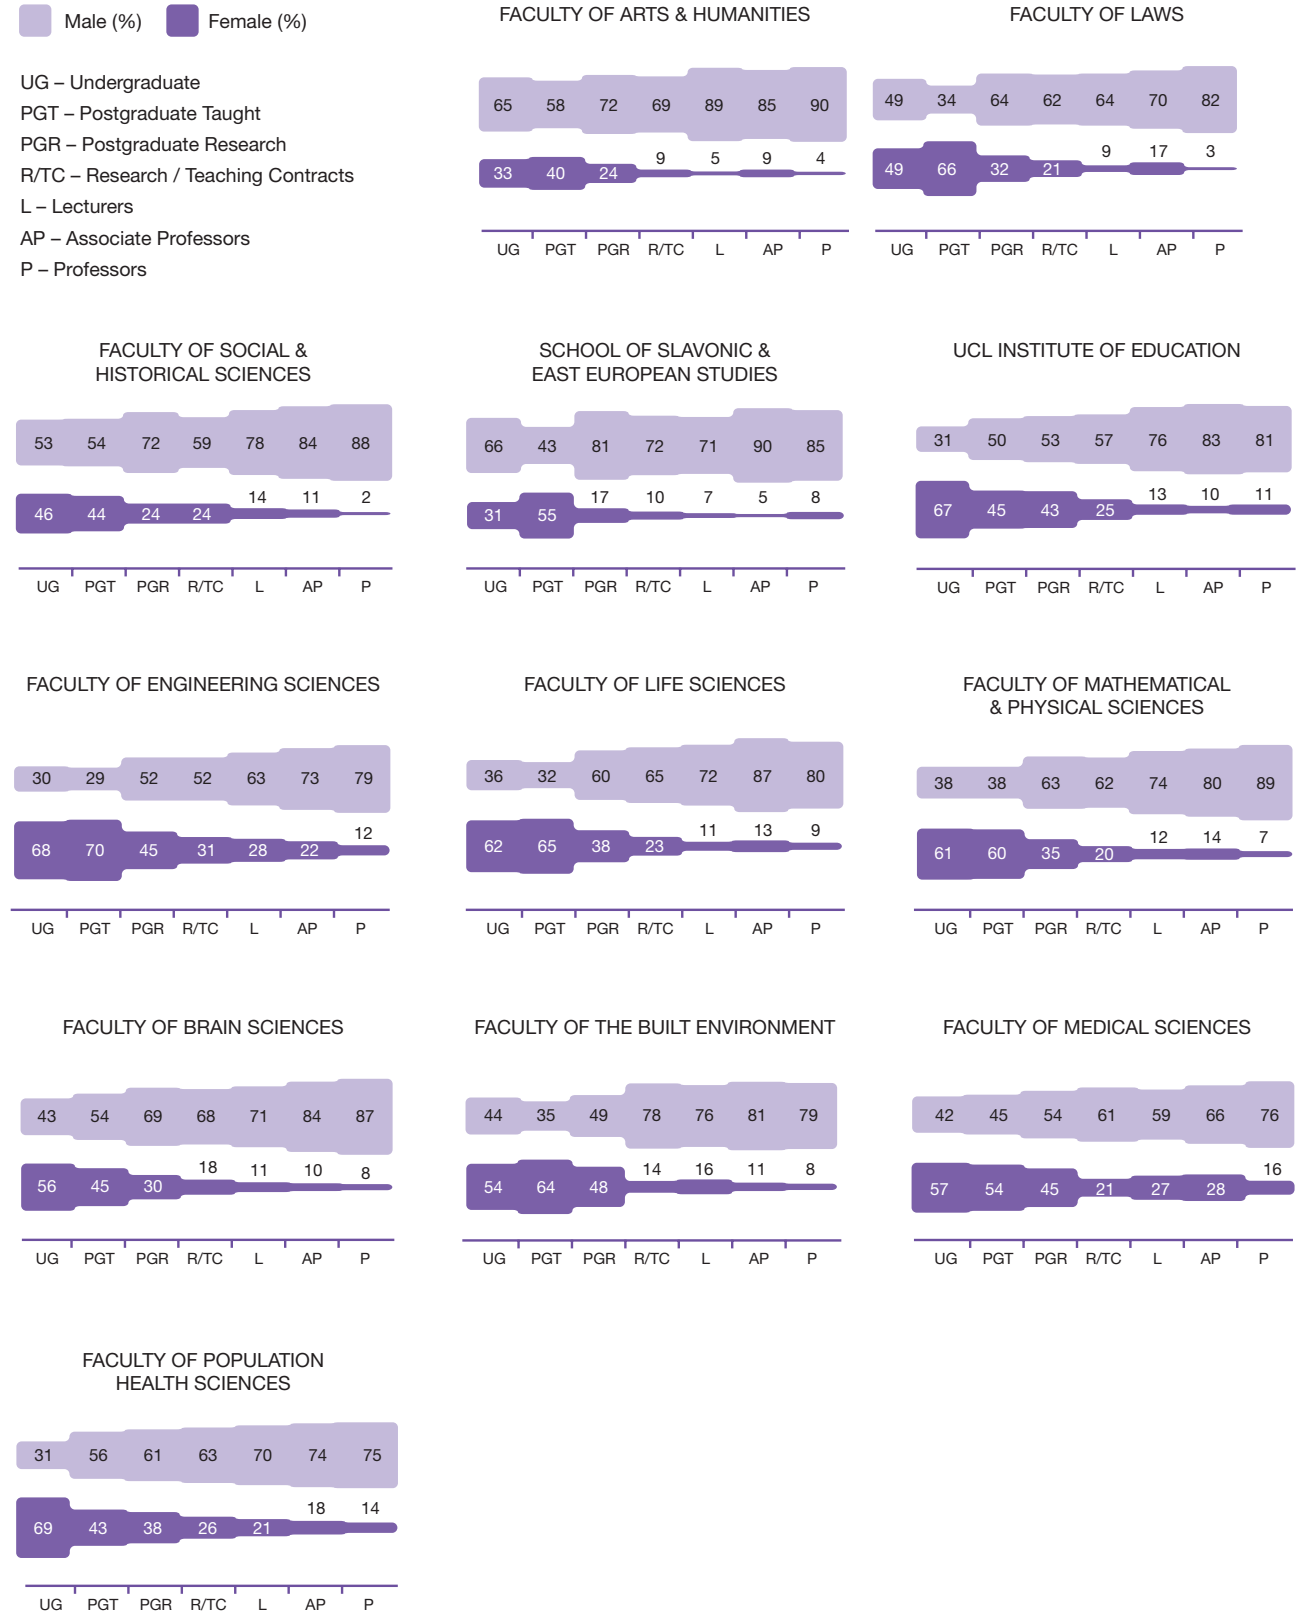 Male (%) Female (%)
UG – Undergraduate
PGT – Postgraduate Taught
PGR – Postgraduate Research
R/TC – Research / Teaching Contracts
L – Lecturers
AP – Associate Professors
P – Professors
FACULTY OF ARTS & HUMANITIES
65 58 72 69 89 85 90
33 40 24 9 5 9 4
UG PGT PGR R/TC L AP P
FACULTY OF LAWS
49 34 64 62 64 70 82
49 66 32 21 9 17 3
UG PGT PGR R/TC L AP P
FACULTY OF SOCIAL &
HISTORICAL SCIENCES
53 54 72 59 78 84 88
46 44 24 24 14 11 2
UG PGT PGR R/TC L AP P
SCHOOL OF SLAVONIC &
EAST EUROPEAN STUDIES
66 43 81 72 71 90 85
31 55 17 10 7 5 8
UG PGT PGR R/TC L AP P
UCL INSTITUTE OF EDUCATION
31 50 53 57 76 83 81
67 45 43 25 13 10 11
UG PGT PGR R/TC L AP P
FACULTY OF ENGINEERING SCIENCES
30 29 52 52 63 73 79
68 70 45 31 28 22 12
UG PGT PGR R/TC L AP P
FACULTY OF LIFE SCIENCES
36 32 60 65 72 87 80
62 65 38 23 11 13 9
UG PGT PGR R/TC L AP P
FACULTY OF MATHEMATICAL
& PHYSICAL SCIENCES
38 38 63 62 74 80 89
61 60 35 20 12 14 7
UG PGT PGR R/TC L AP P
FACULTY OF BRAIN SCIENCES
43 54 69 68 71 84 87
56 45 30 18 11 10 8
UG PGT PGR R/TC L AP P
FACULTY OF THE BUILT ENVIRONMENT
44 35 49 78 76 81 79
54 64 48 14 16 11 8
UG PGT PGR R/TC L AP P
FACULTY OF MEDICAL SCIENCES
42 45 54 61 59 66 76
57 54 45 21 27 28 16
UG PGT PGR R/TC L AP P
FACULTY OF POPULATION
HEALTH SCIENCES
31 56 61 63 70 74 75
69 43 38 26 21 18 14
UG PGT PGR R/TC L AP P